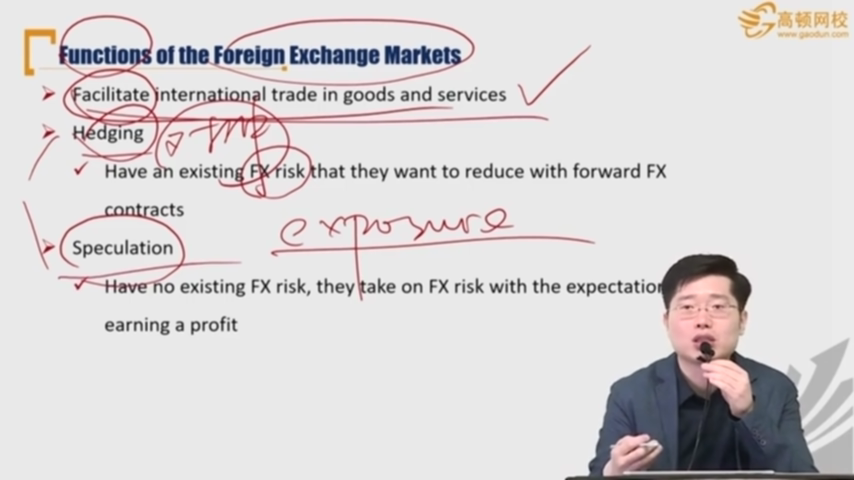 高顿网校
www.gaodun.com
Functions of the Foreign Exchange Markets
Facilitate international trade in goods and services
Hedging
Have an existing FX risk that they want to reduce with forward FX
contracts
exposure
Speculation
Have no existing FX risk, they take on FX risk with the expectation
earning a profit